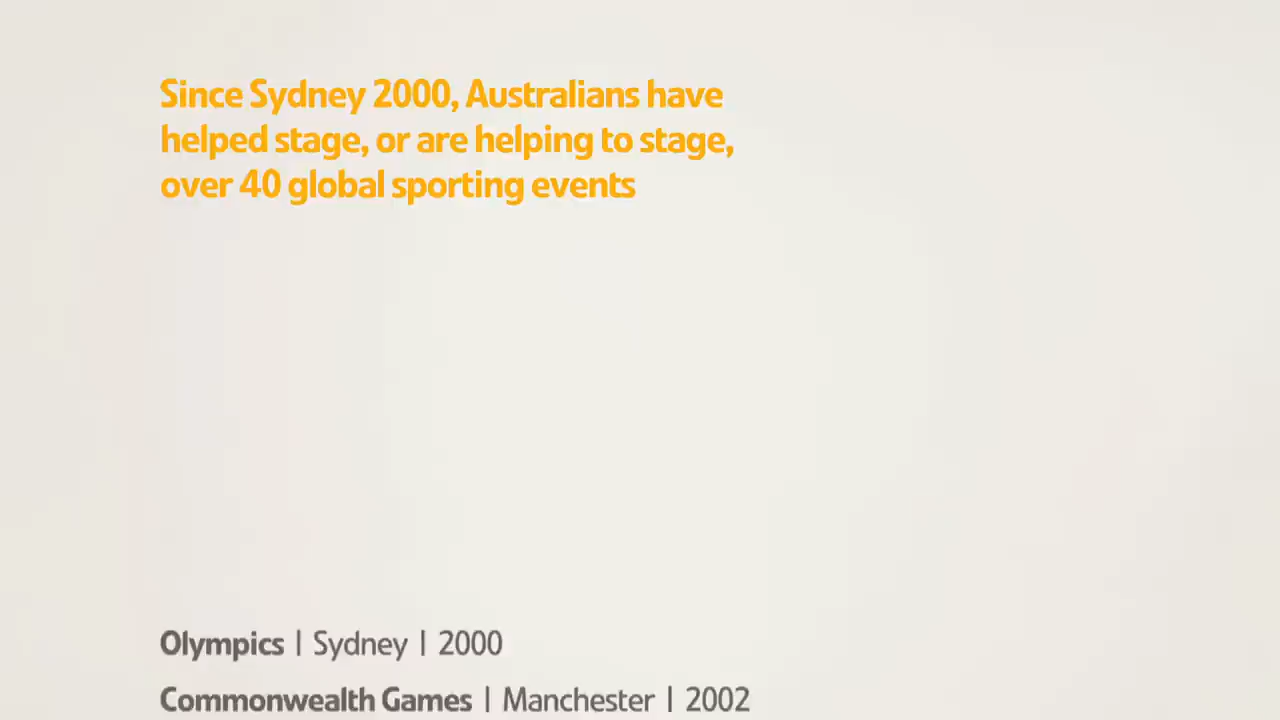 Since Sydney 2000, Australians have
helped stage, or are helping to stage,
over 40 global sporting events
Olympics | Sydney | 2000
Commonwealth Games | Manchester | 2002